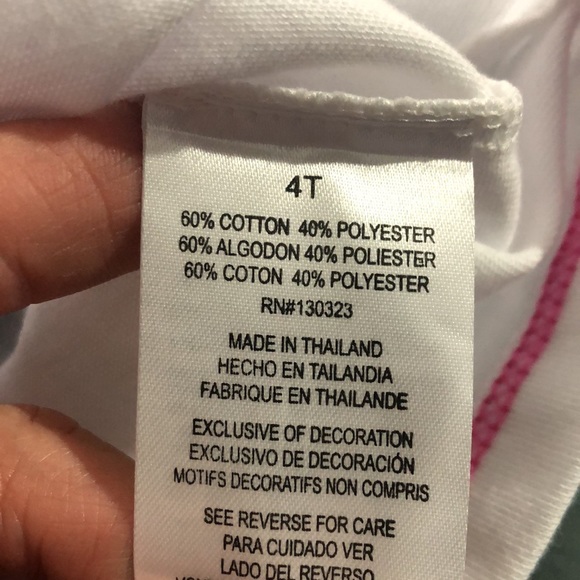 4T
60% COTTON 40% POLYESTER
60% ALGODON 40% POLIESTER
60% COTON 40% POLYESTER
RN#130323
MADE IN THAILAND
HECHO EN TAILANDIA
FABRIQUE EN THAILANDE
EXCLUSIVE OF DECORATION
EXCLUSIVO DE DECORACIÓN
MOTIFS DECORATIFS NON COMPRIS
SEE REVERSE FOR CARE
PARA CUIDADO VER
LADO DEL REVERSO